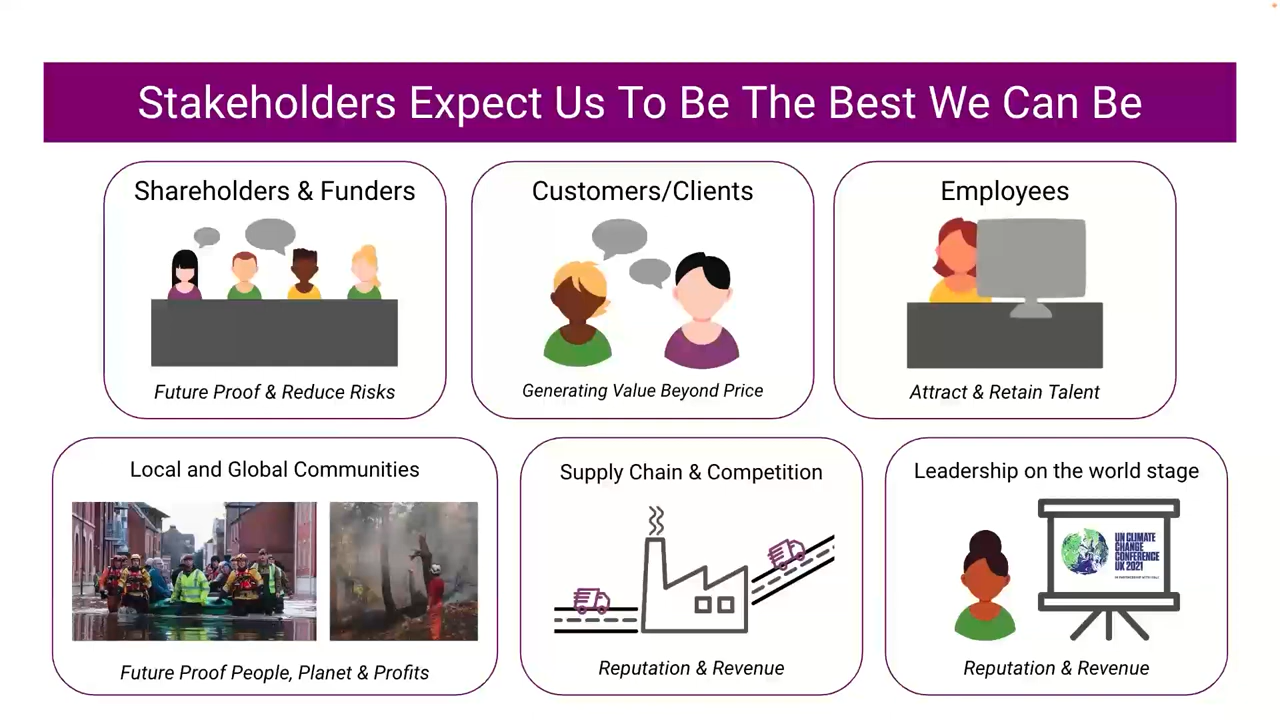 Stakeholders Expect Us To Be The Best We Can Be
Shareholders & Funders
Future Proof & Reduce Risks
Customers/Clients
Generating Value Beyond Price
Employees
Attract & Retain Talent
Local and Global Communities
Future Proof People, Planet & Profits
Supply Chain & Competition
Reputation & Revenue
Leadership on the world stage
UN CLIMATE
CHANGE
CONFERENCE
UK 2021
Reputation & Revenue